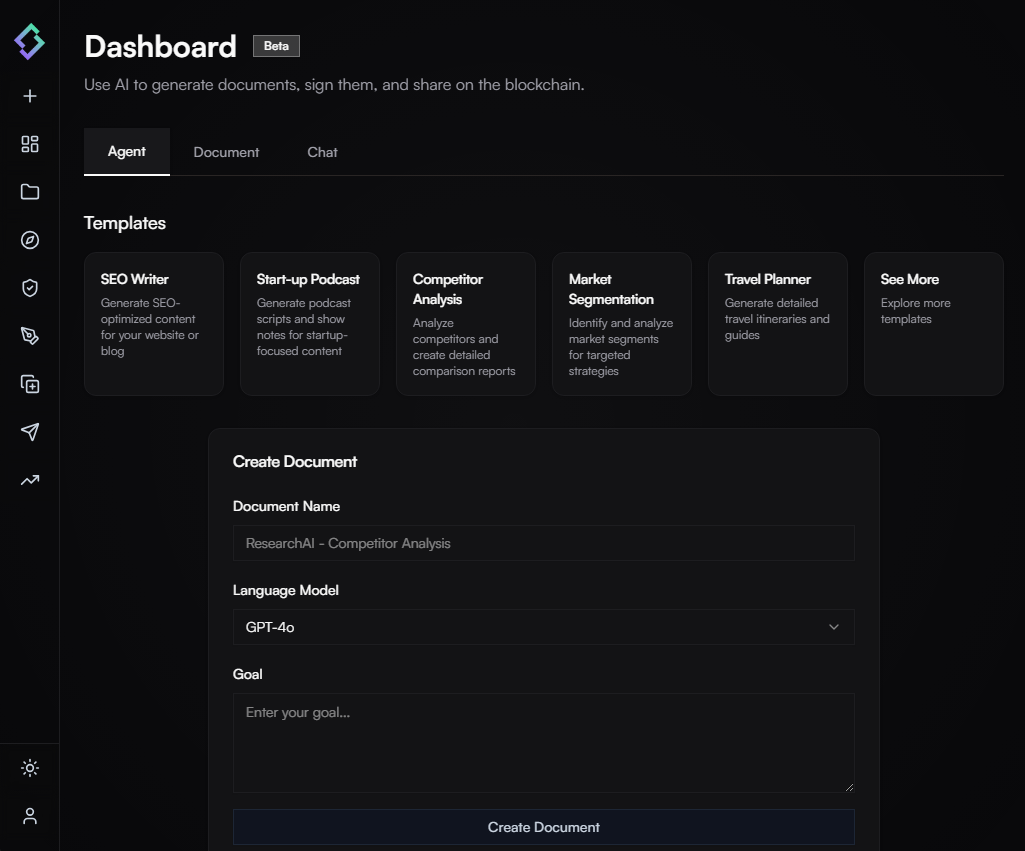 Dashboard
Beta
Use AI to generate documents, sign them, and share on the blockchain.
Agent
Document
Chat
Templates
SEO Writer
Generate SEO-
optimized content
for your website or
blog
Start-up Podcast
Generate podcast
scripts and show
notes for startup-
focused content
Competitor
Analysis
Analyze
competitors and
create detailed
comparison reports
Market
Segmentation
Identify and analyze
market segments
for targeted
strategies
Travel Planner
Generate detailed
travel itineraries and
guides
See More
Explore more
templates
Create Document
Document Name
ResearchAI - Competitor Analysis
Language Model
GPT-4o
Goal
Enter your goal...
Create Document